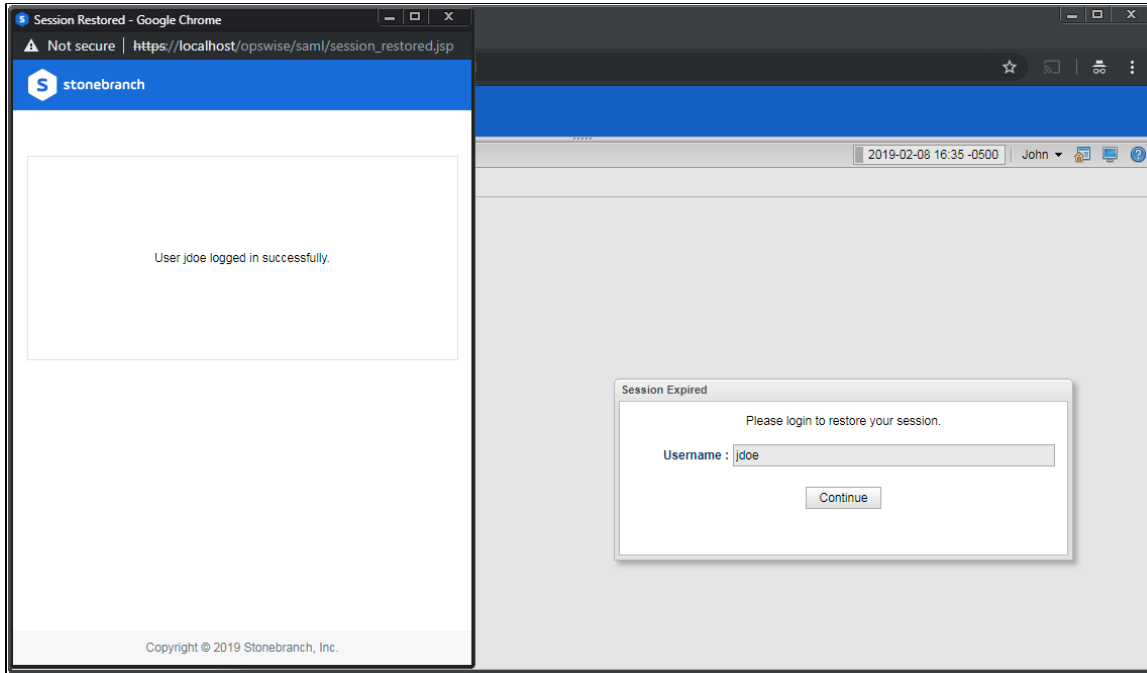 Session Restored - Google Chrome
Not secure | https://localhost/opswise/saml/session_restored.jsp
S stonebranch
2019-02-08 16:35 -0500
John
User jdoe logged in successfully.
Session Expired
Please login to restore your session.
Username : jdoe
Continue
Copyright © 2019 Stonebranch, Inc.